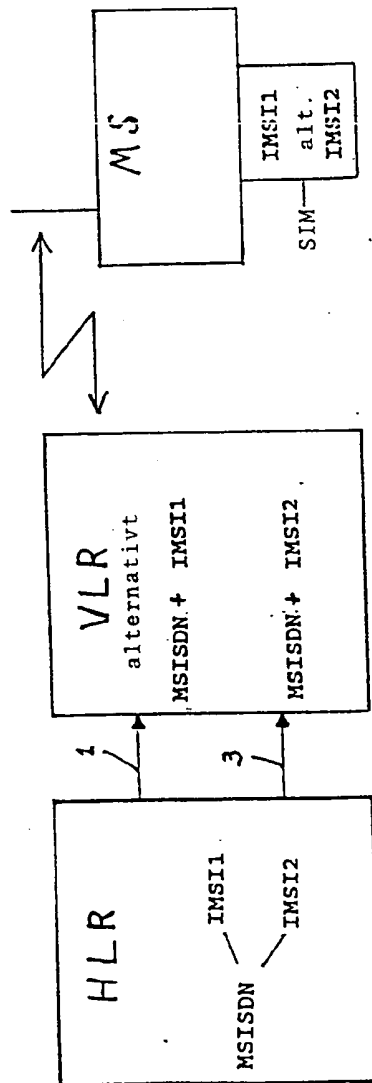 HLR
MSISDN
IMSI1
IMSI2
1
3
VLR
alternativt
MSISDN + IMSI1
MSISDN + IMSI2
MS
SIM
IMSI1
alt.
IMSI2